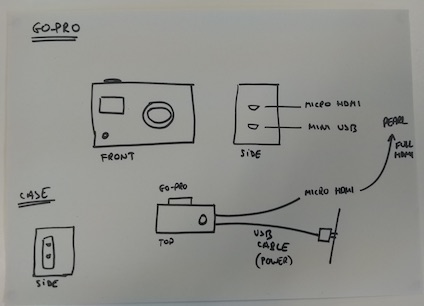 GO-PRO
MICRO HDMI
MINI USB
FRONT
SIDE
PEARL
FULL
HDMI
CASE
GO-PRO
MICRO HDMI
TOP
USB
CABLE
(POWER)
SIDE